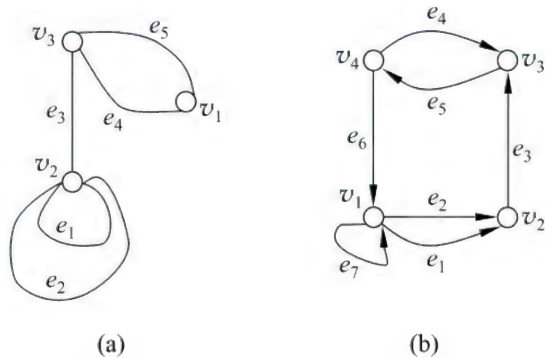 e₅
v₃
e₄
v₁
e₃
v₂
e₁
e₂
(a)
e₄
v₄
v₃
e₅
e₆
e₃
v₁
e₂
v₂
e₁
e₇
(b)